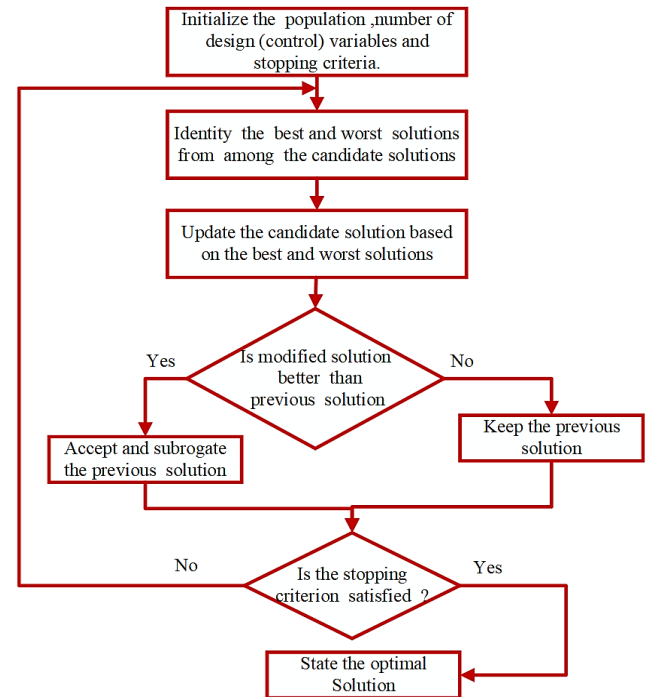 Initialize the population ,number of
design (control) variables and
stopping criteria.
Identity the best and worst solutions
from among the candidate solutions
Update the candidate solution based
on the best and worst solutions
Yes
Is modified solution
better than
previous solution
No
Accept and subrogate
the previous solution
Keep the previous
solution
No
Is the stopping
criterion satisfied ?
Yes
State the optimal
Solution